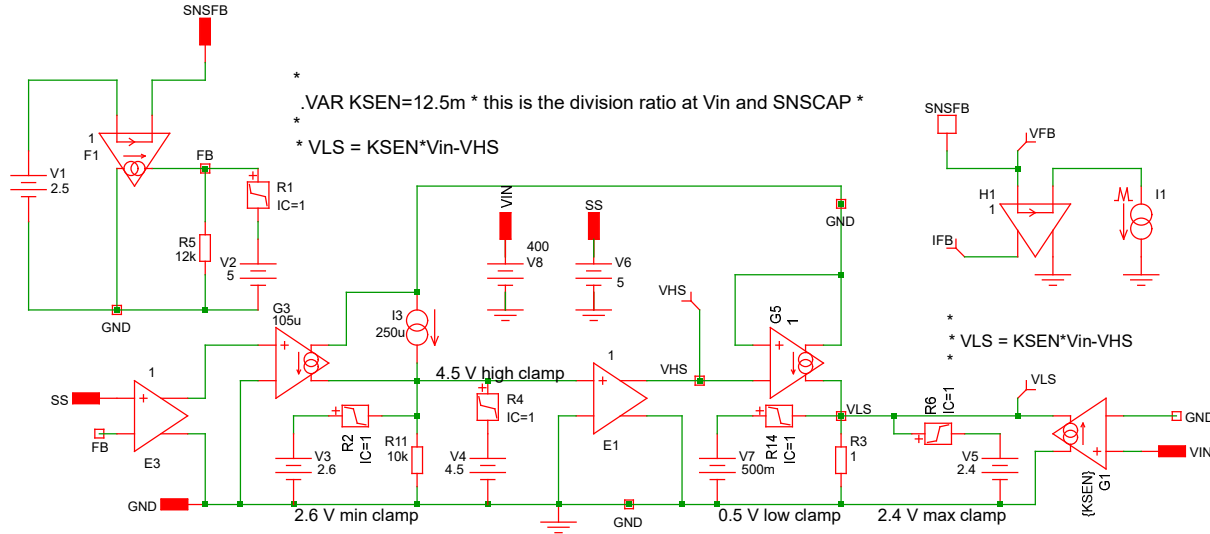 SNSFB
*
.VAR KSEN=12.5m * this is the division ratio at Vin and SNSCAP *
*
* VLS = KSEN*Vin-VHS
1
F1
FB
V1
2.5
R1
IC=1
R5
12k
V2
5
GND
SNSFB
VFB
H1
1
I1
IFB
VIN
400
V8
SS
V6
5
GND
G3
105u
I3
250u
VHS
G5
1
*
* VLS = KSEN*Vin-VHS
*
4.5 V high clamp
1
VHS
VLS
SS
1
+
FB
E3
R2
IC=1
R4
IC=1
E1
R14
IC=1
VLS
R6
IC=1
GND
VIN
V3
2.6
R11
10k
V4
4.5
V7
500m
R3
1
V5
2.4
G1
{KSEN}
GND
2.6 V min clamp
GND
0.5 V low clamp
2.4 V max clamp